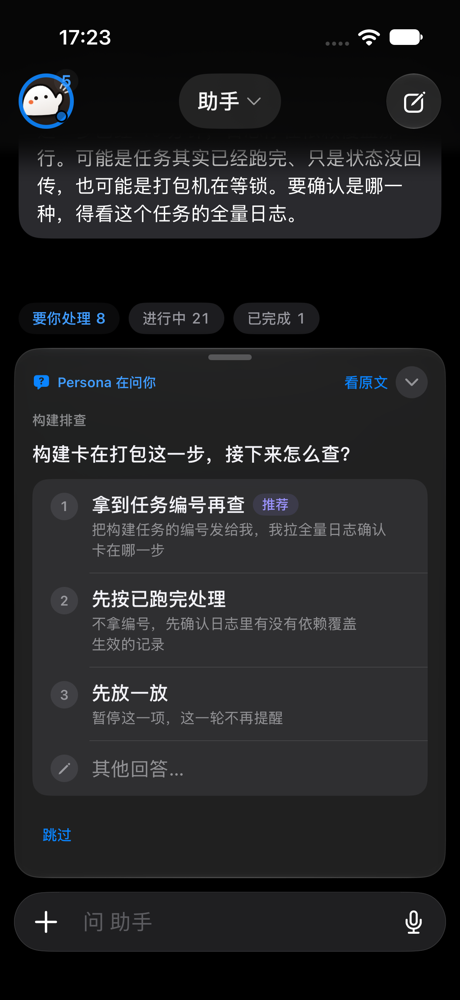 17:23
5
助手
行。可能是任务其实已经跑完、只是状态没回
传，也可能是打包机在等锁。要确认是哪一
种，得看这个任务的全量日志。
要你处理 8
进行中 21
已完成 1
Persona 在问你
看原文
构建排查
构建卡在打包这一步，接下来怎么查？
1
拿到任务编号再查
推荐
把构建任务的编号发给我，我拉全量日志确认
卡在哪一步
2
先按已跑完处理
不拿编号，先确认日志里有没有依赖覆盖
生效的记录
3
先放一放
暂停这一项，这一轮不再提醒
其他回答...
跳过
问 助手